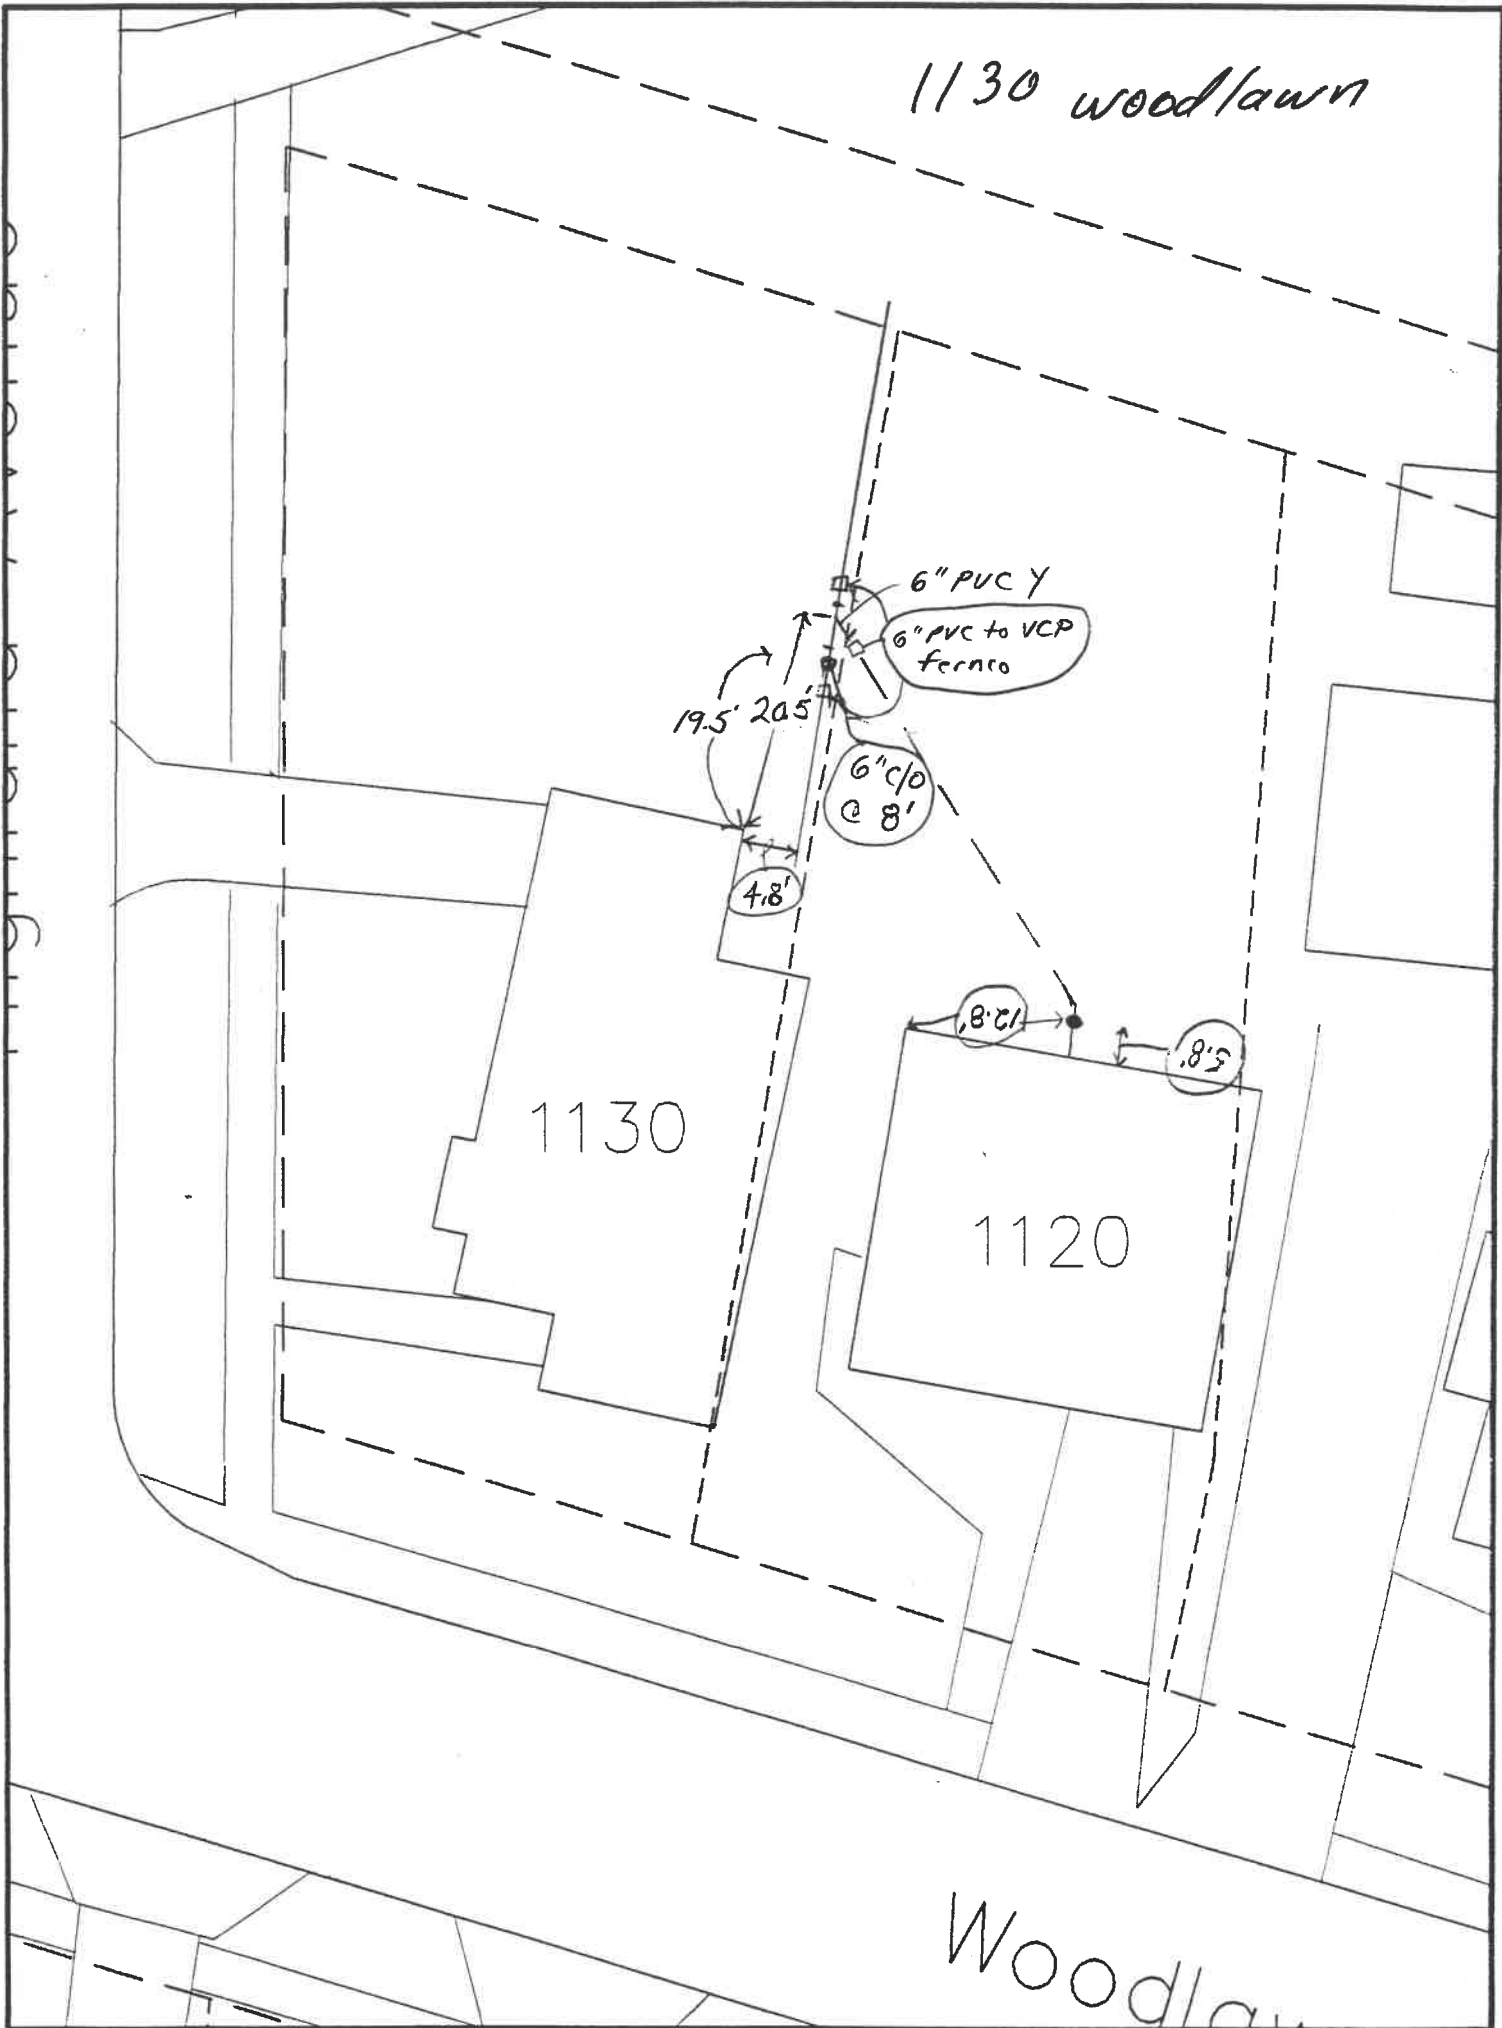 1130 woodlawn
6" PVC Y
6" PVC to VCP
fernco
19.5' 20.5'
6" c/o
@ 8'
4.8'
12.8'
5.8'
1130
1120
Woodla